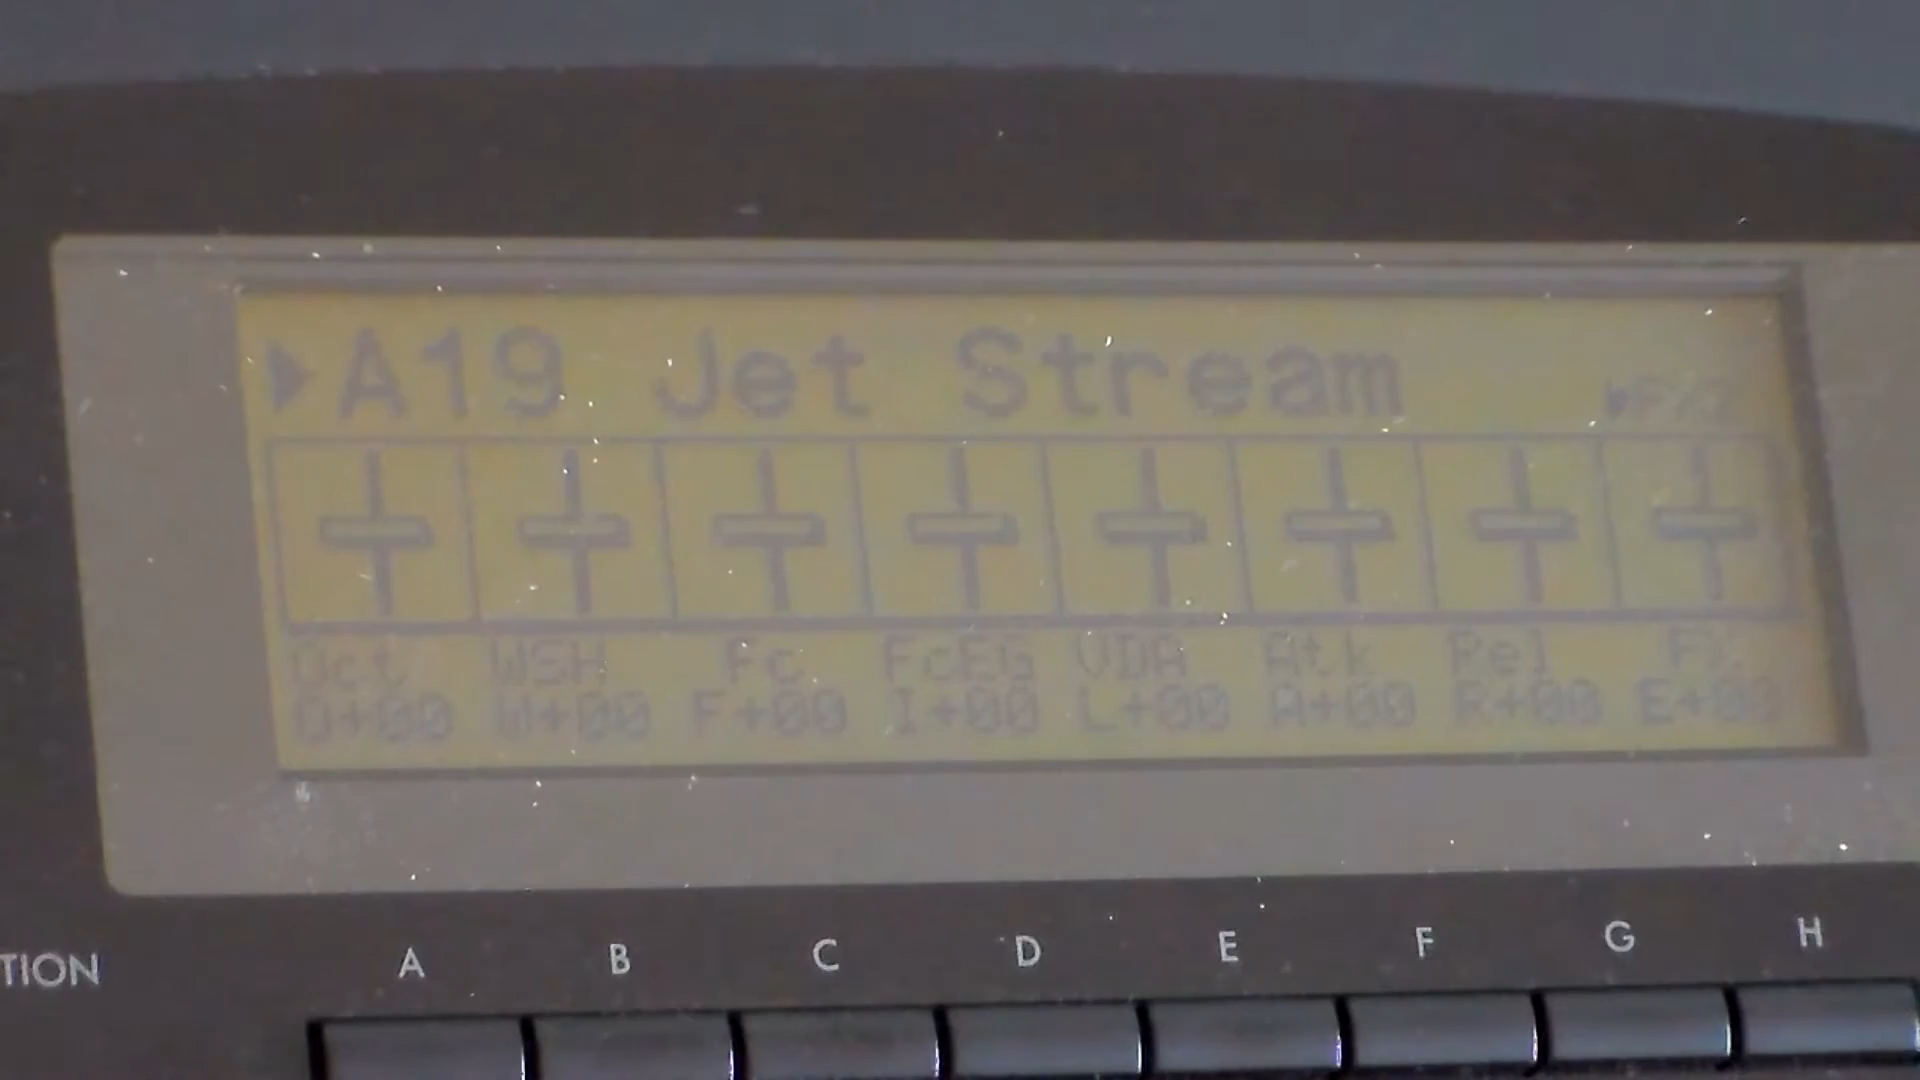 ▶A19 Jet Stream
Oct WSH Fc FcEG VDA Atk Rel FX
O+00 W+00 F+00 I+00 L+00 A+00 R+00 E+00
TION A B C D E F G H